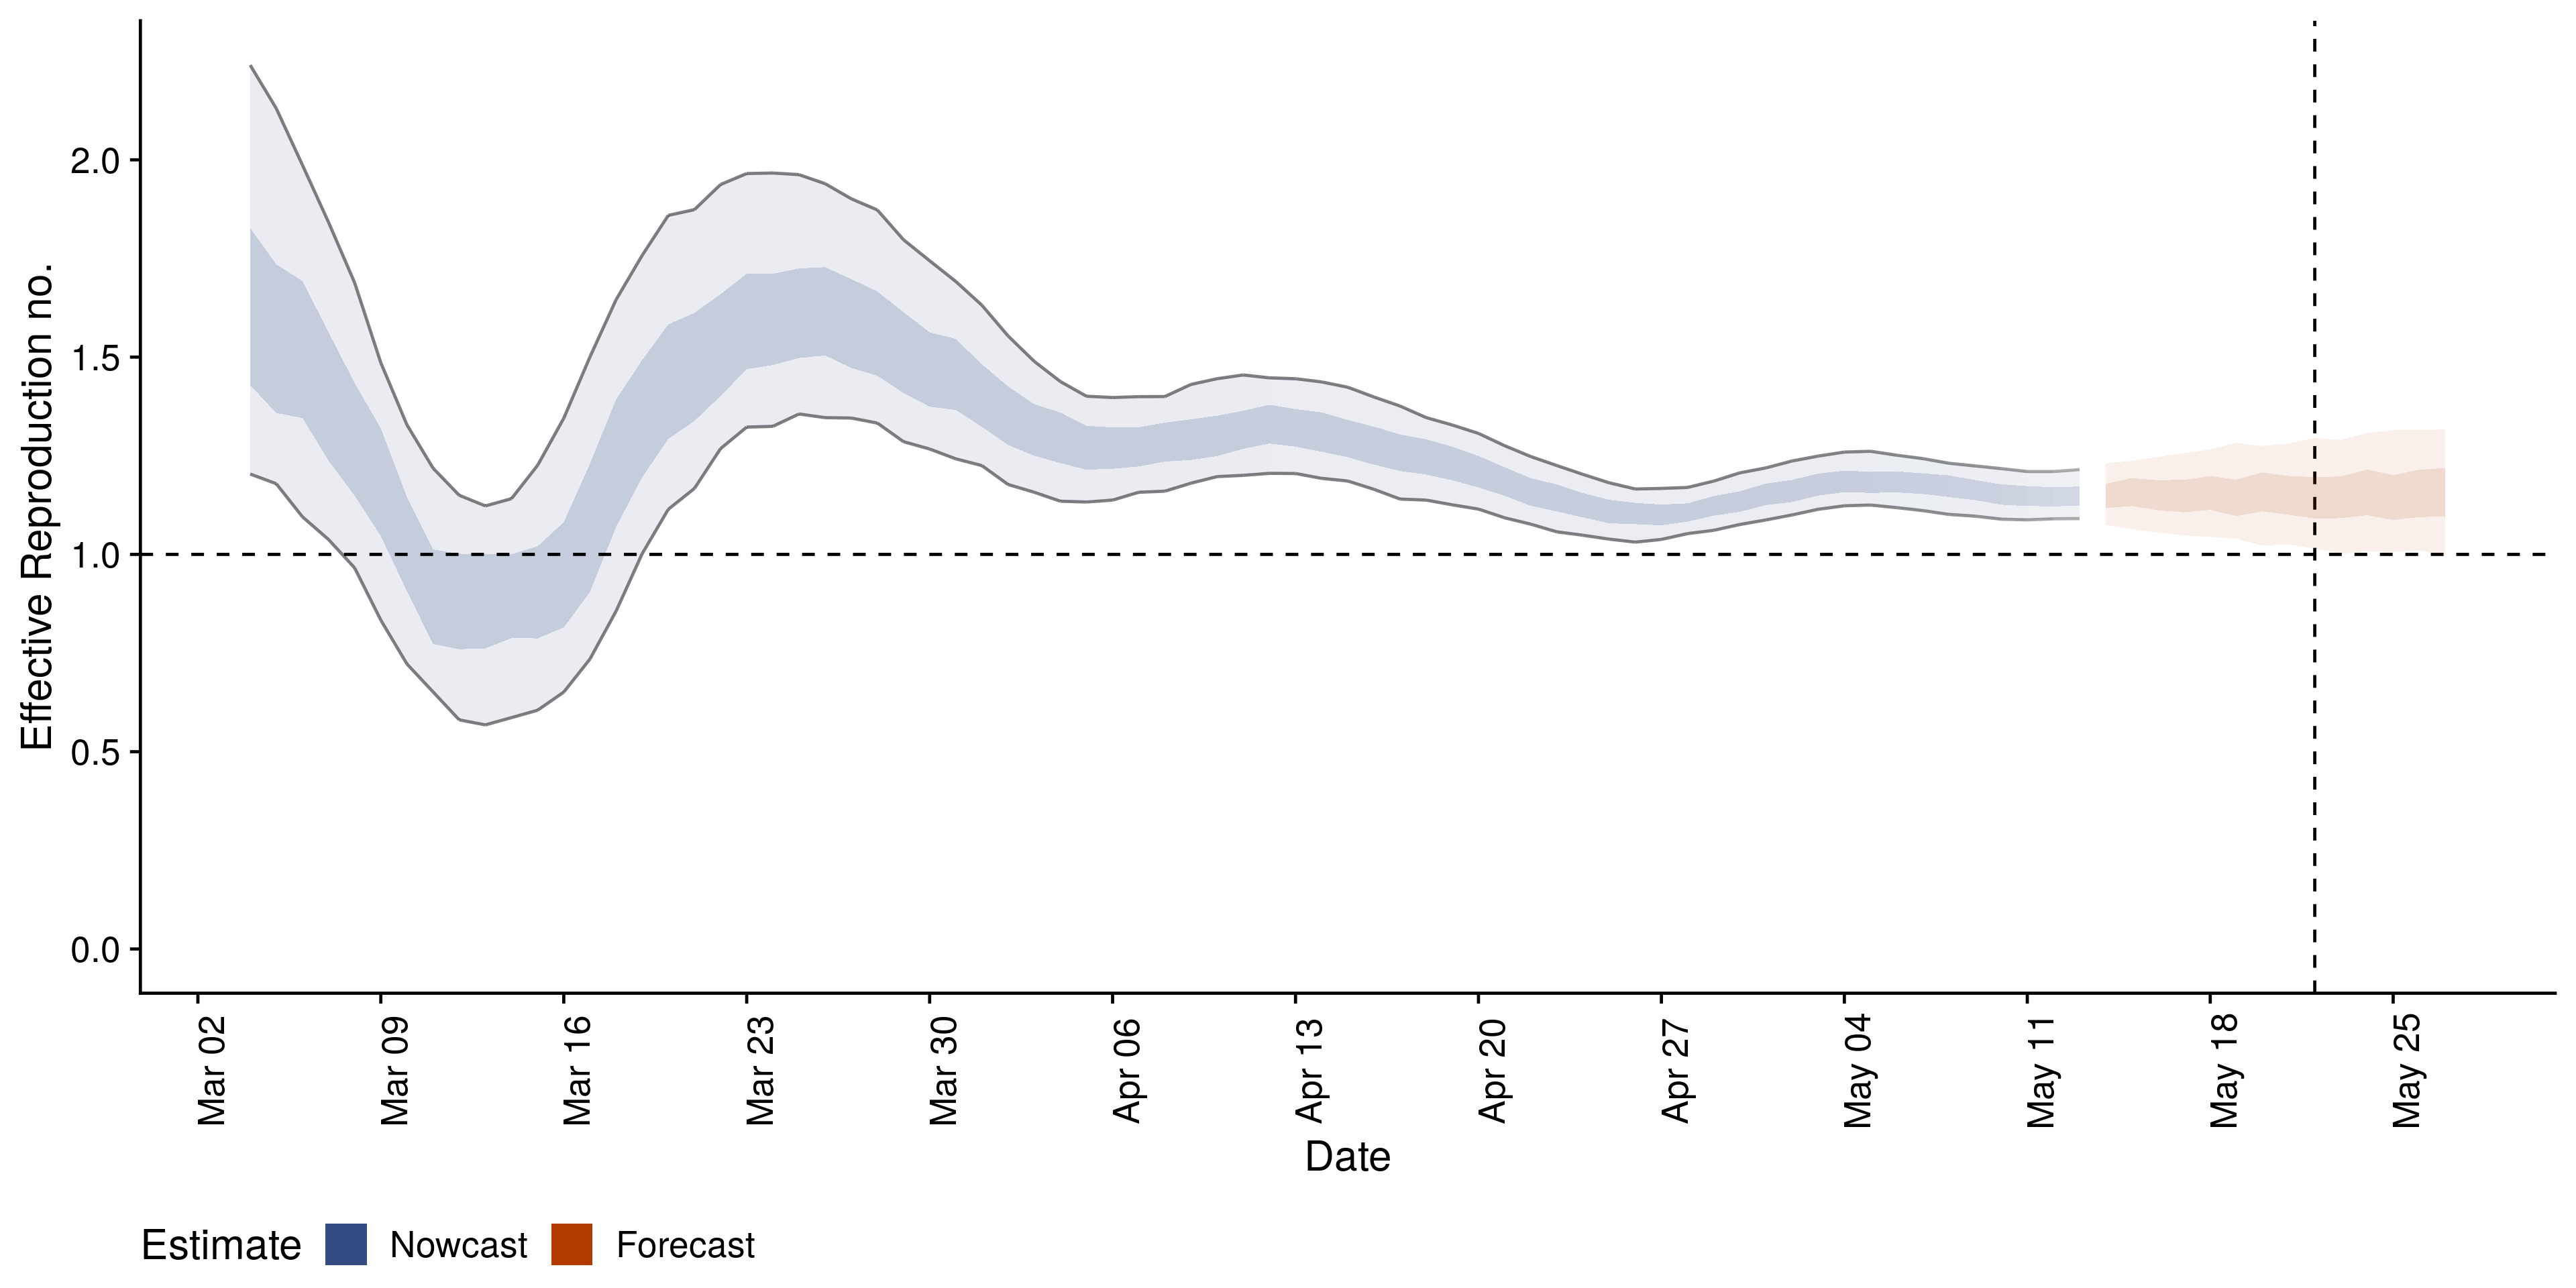 Effective Reproduction no.
2.0
1.5
1.0
0.5
0.0
Mar 02
Mar 09
Mar 16
Mar 23
Mar 30
Apr 06
Apr 13
Apr 20
Apr 27
May 04
May 11
May 18
May 25
Date
Estimate Nowcast Forecast